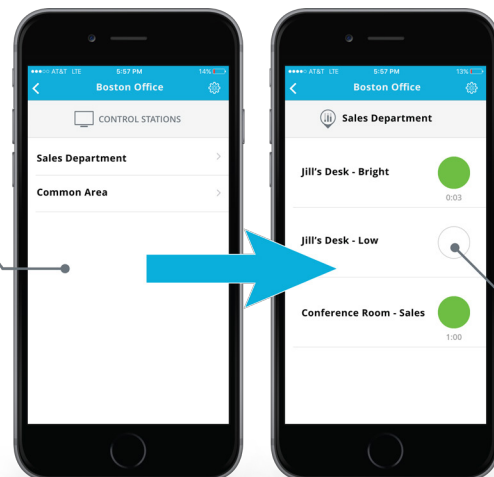 AT&T LTE 5:57 PM 14%
Boston Office
CONTROL STATIONS
Sales Department
Common Area
AT&T LTE 5:57 PM 13%
Boston Office
Sales Department
Jill's Desk - Bright
0:03
Jill's Desk - Low
Conference Room - Sales
1:00